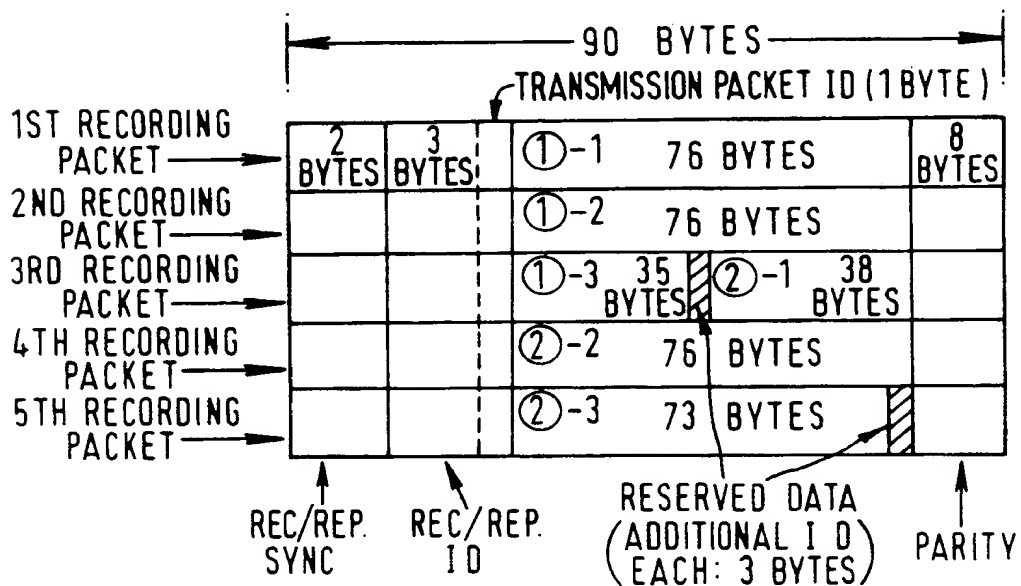 90 BYTES
TRANSMISSION PACKET ID (1 BYTE)
1ST RECORDING
PACKET
2
BYTES
3
BYTES
①-1 76 BYTES
8
BYTES
2ND RECORDING
PACKET
①-2 76 BYTES
3RD RECORDING
PACKET
①-3 35
BYTES
②-1 38
BYTES
4TH RECORDING
PACKET
②-2 76 BYTES
5TH RECORDING
PACKET
②-3 73 BYTES
REC/REP.
SYNC
REC/REP.
ID
RESERVED DATA
(ADDITIONAL I D
EACH: 3 BYTES)
PARITY